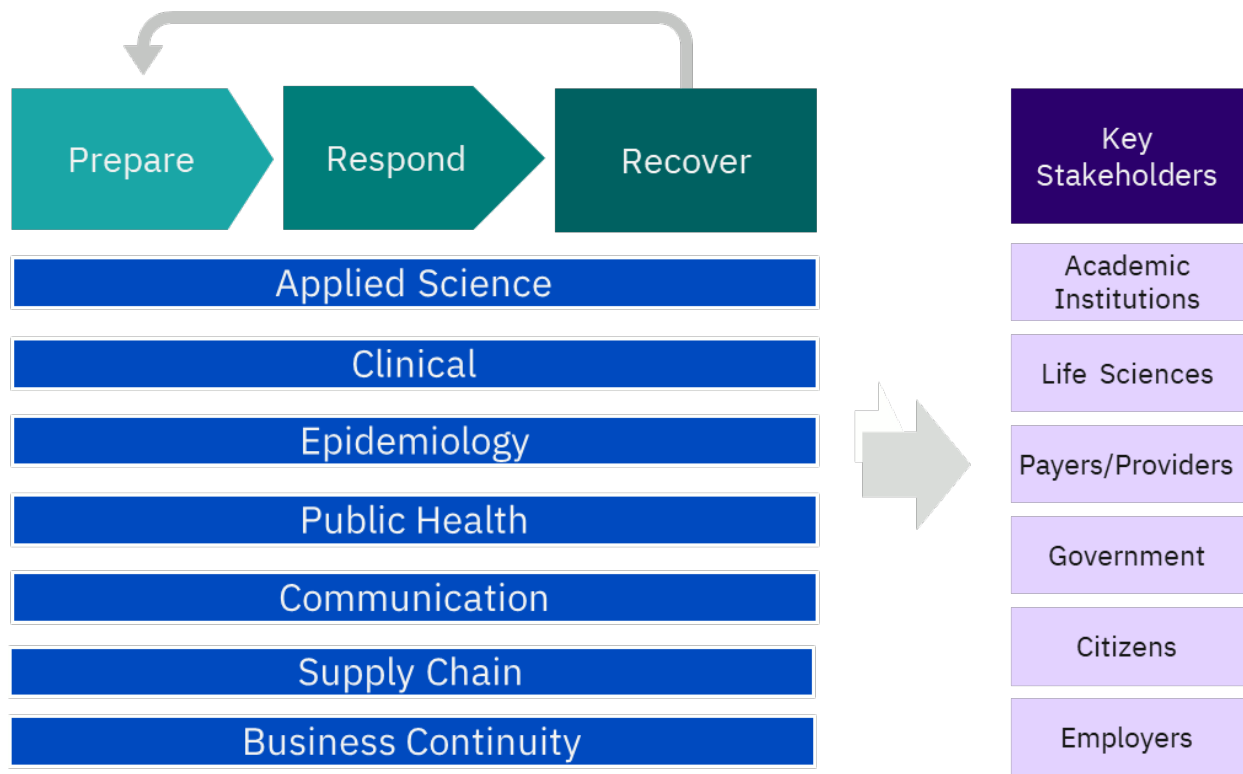 Prepare
Respond
Recover
Applied Science
Clinical
Epidemiology
Public Health
Communication
Supply Chain
Business Continuity
Key
Stakeholders
Academic
Institutions
Life Sciences
Payers/Providers
Government
Citizens
Employers